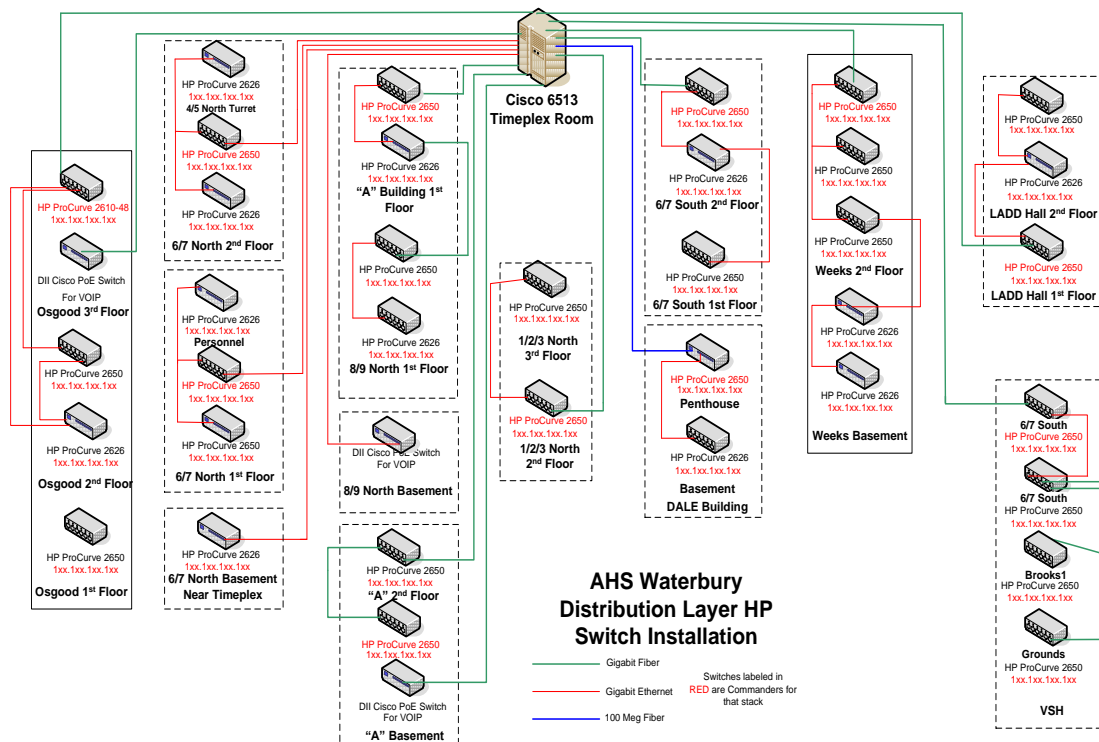 Cisco 6513
Timeplex Room
HP ProCurve 2610-48
1xx.1xx.1xx.1xx
DII Cisco PoE Switch
For VOIP
Osgood 3rd Floor
HP ProCurve 2650
1xx.1xx.1xx.1xx
HP ProCurve 2626
1xx.1xx.1xx.1xx
Osgood 2nd Floor
HP ProCurve 2650
1xx.1xx.1xx.1xx
Osgood 1st Floor
HP ProCurve 2626
1xx.1xx.1xx.1xx
4/5 North Turret
HP ProCurve 2650
1xx.1xx.1xx.1xx
HP ProCurve 2626
1xx.1xx.1xx.1xx
6/7 North 2nd Floor
HP ProCurve 2626
1xx.1xx.1xx.1xx
Personnel
HP ProCurve 2650
1xx.1xx.1xx.1xx
HP ProCurve 2650
1xx.1xx.1xx.1xx
6/7 North 1st Floor
HP ProCurve 2626
1xx.1xx.1xx.1xx
6/7 North Basement
Near Timeplex
HP ProCurve 2650
1xx.1xx.1xx.1xx
HP ProCurve 2626
1xx.1xx.1xx.1xx
“A” Building 1st
Floor
HP ProCurve 2650
1xx.1xx.1xx.1xx
HP ProCurve 2650
1xx.1xx.1xx.1xx
8/9 North 1st Floor
DII Cisco PoE Switch
For VOIP
8/9 North Basement
HP ProCurve 2650
1xx.1xx.1xx.1xx
“A” 2nd Floor
HP ProCurve 2650
1xx.1xx.1xx.1xx
DII Cisco PoE Switch
For VOIP
“A” Basement
HP ProCurve 2650
1xx.1xx.1xx.1xx
1/2/3 North
3rd Floor
HP ProCurve 2650
1xx.1xx.1xx.1xx
1/2/3 North
2nd Floor
HP ProCurve 2650
1xx.1xx.1xx.1xx
HP ProCurve 2626
1xx.1xx.1xx.1xx
6/7 South 2nd Floor
HP ProCurve 2650
1xx.1xx.1xx.1xx
6/7 South 1st Floor
HP ProCurve 2650
1xx.1xx.1xx.1xx
Penthouse
HP ProCurve 2626
1xx.1xx.1xx.1xx
Basement
DALE Building
HP ProCurve 2650
1xx.1xx.1xx.1xx
HP ProCurve 2650
1xx.1xx.1xx.1xx
HP ProCurve 2650
1xx.1xx.1xx.1xx
Weeks 2nd Floor
HP ProCurve 2626
1xx.1xx.1xx.1xx
HP ProCurve 2626
1xx.1xx.1xx.1xx
Weeks Basement
HP ProCurve 2650
1xx.1xx.1xx.1xx
HP ProCurve 2626
1xx.1xx.1xx.1xx
LADD Hall 2nd Floor
HP ProCurve 2650
1xx.1xx.1xx.1xx
LADD Hall 1st Floor
6/7 South
HP ProCurve 2650
1xx.1xx.1xx.1xx
6/7 South
HP ProCurve 2650
1xx.1xx.1xx.1xx
Brooks1
HP ProCurve 2650
1xx.1xx.1xx.1xx
Grounds
HP ProCurve 2650
1xx.1xx.1xx.1xx
VSH
AHS Waterbury
Distribution Layer HP
Switch Installation
Gigabit Fiber
Gigabit Ethernet
100 Meg Fiber
Switches labeled in
RED are Commanders for
that stack